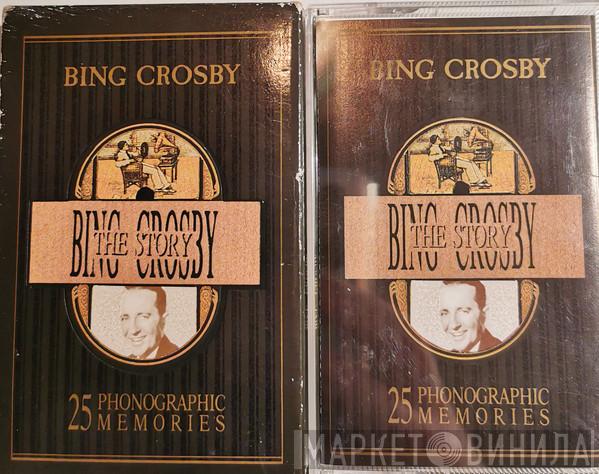 BING CROSBY
BING CROSBY
THE STORY
25 PHONOGRAPHIC
MEMORIES
BING CROSBY
BING CROSBY
THE STORY
25 PHONOGRAPHIC
MEMORIES
МАРКЕТ ВИНИЛА